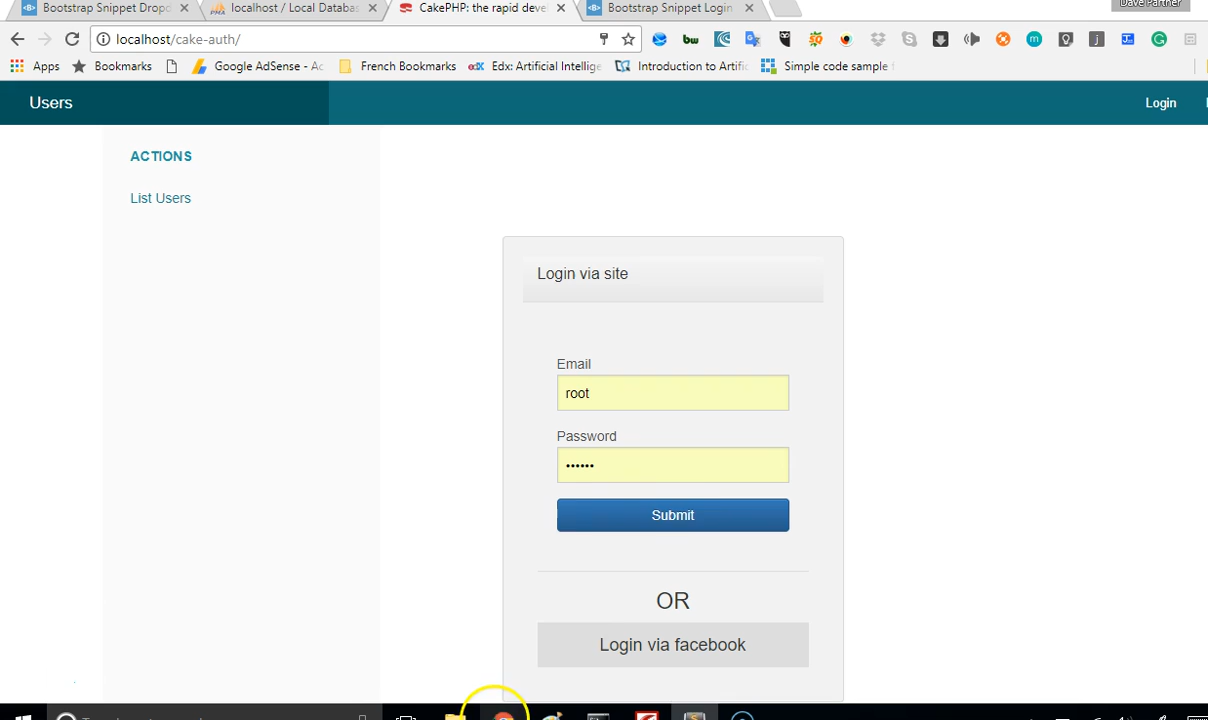 Bootstrap Snippet Dropd
localhost / Local Databas
CakePHP: the rapid deve
Bootstrap Snippet Login
Dave Partner
localhost/cake-auth/
Apps
Bookmarks
Google AdSense - Ac
French Bookmarks
edX
Edx: Artificial Intellige
Introduction to Artific
Simple code sample
Users
Login
ACTIONS
List Users
Login via site
Email
root
Password
••••••
Submit
OR
Login via facebook